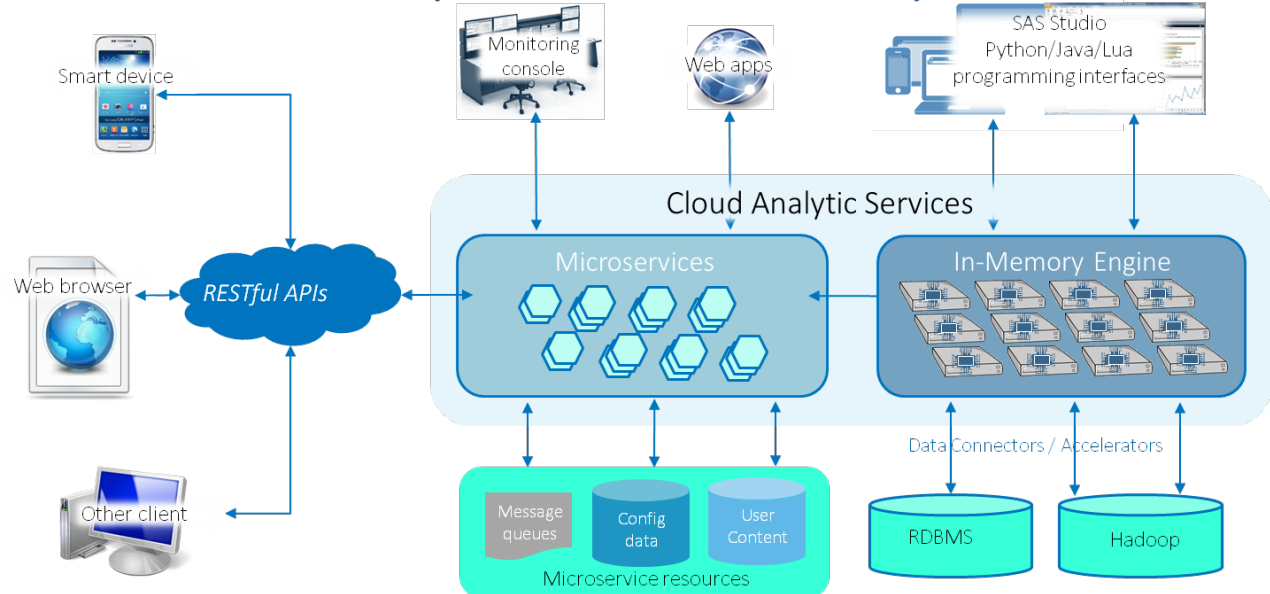 Smart device
Monitoring
console
Web apps
SAS Studio
Python/Java/Lua
programming interfaces
Cloud Analytic Services
Microservices
In-Memory Engine
Web browser
RESTful APIs
Data Connectors / Accelerators
Other client
Message
queues
Config
data
User
Content
Microservice resources
RDBMS
Hadoop